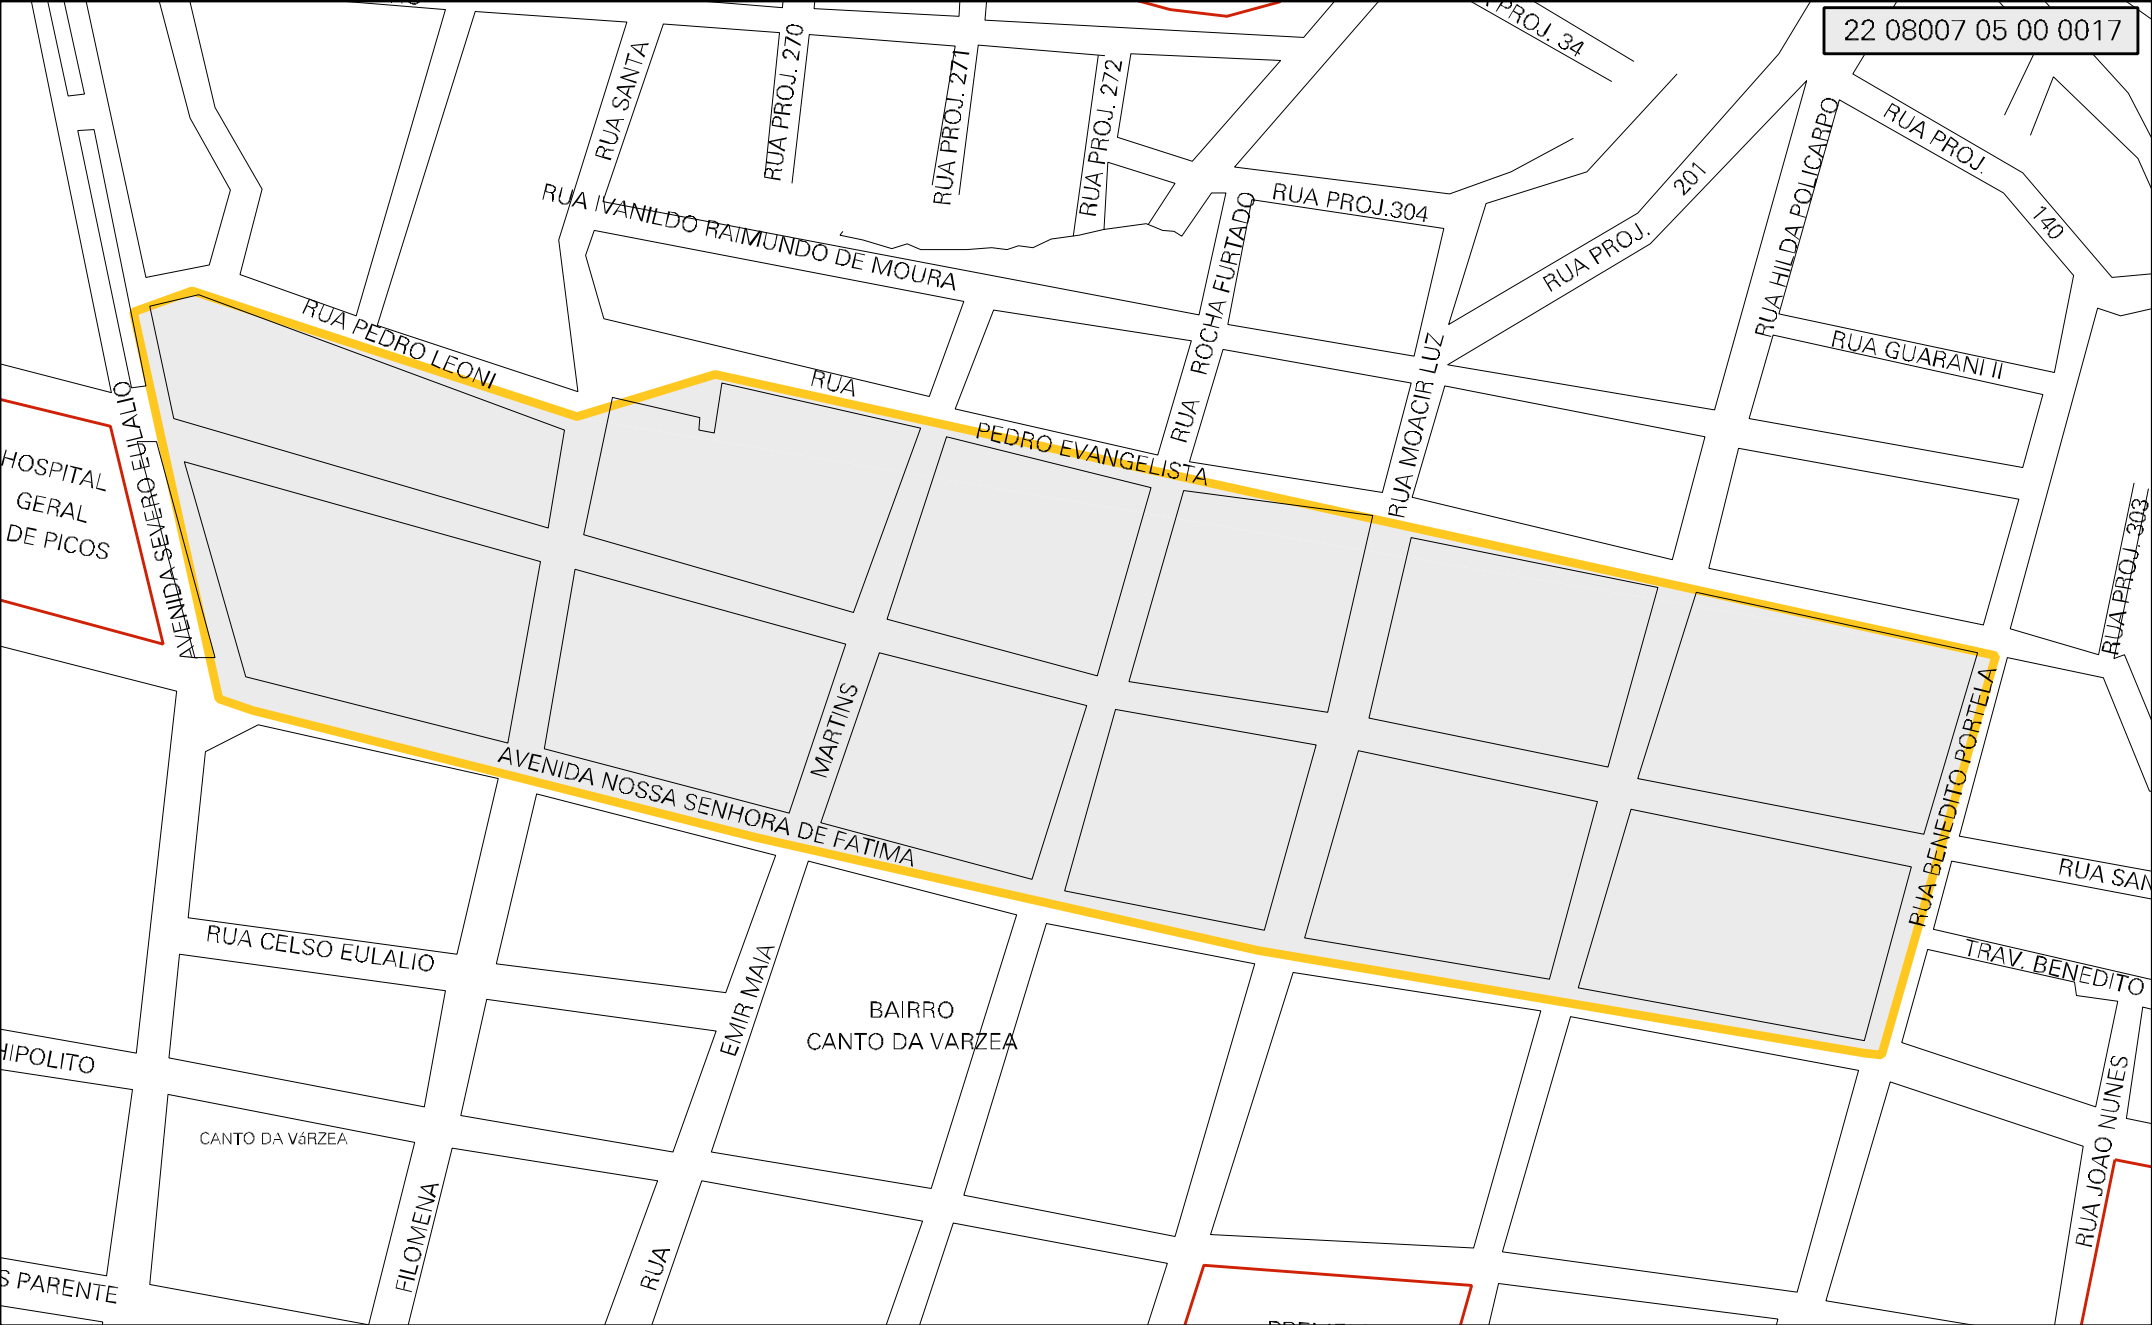 22 08007 05 00 0017
PROJ. 34
RUA SANTA
RUA PROJ. 270
RUA PROJ. 271
RUA PROJ. 272
RUA PROJ.304
RUA PROJ. 201
RUA HILDA POLICARPO
RUA PROJ. 140
RUA IVANILDO RAIMUNDO DE MOURA
RUA ROCHA FURTADO
RUA MOACIR LUZ
RUA GUARANI II
RUA PEDRO LEONI
RUA PEDRO EVANGELISTA
AVENIDA SEVERO EULALIO
HOSPITAL
GERAL
DE PICOS
RUA PROJ. 303
MARTINS
AVENIDA NOSSA SENHORA DE FATIMA
RUA BENEDITO PORTELA
RUA SAN
TRAV. BENEDITO
RUA CELSO EULALIO
EMIR MAIA
BAIRRO
CANTO DA VARZEA
HIPOLITO
CANTO DA VáRZEA
RUA JOAO NUNES
FILOMENA
RUA
S PARENTE